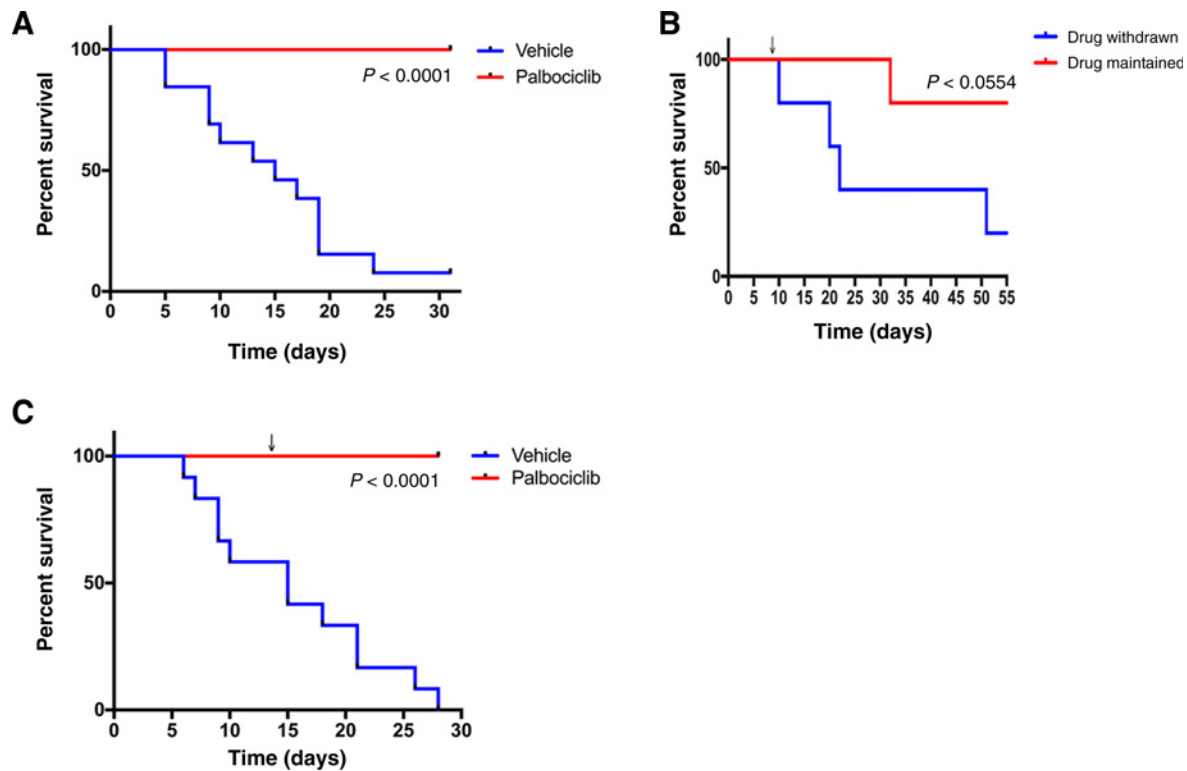 A
Percent survival
100
50
0
0 5 10 15 20 25 30
Time (days)
Vehicle
Palbociclib
P < 0.0001
B
Percent survival
100
50
0
0 5 10 15 20 25 30 35 40 45 50 55
Time (days)
Drug withdrawn
Drug maintained
P < 0.0554
C
Percent survival
100
50
0
0 5 10 15 20 25 30
Time (days)
Vehicle
Palbociclib
P < 0.0001